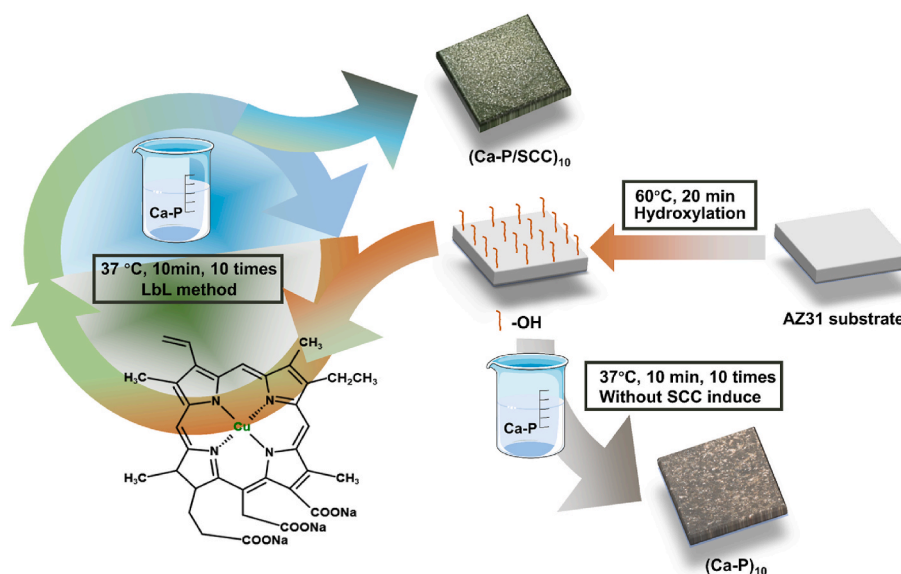 (Ca-P/SCC)10
Ca-P
37 °C, 10min, 10 times
LbL method
60°C, 20 min
Hydroxylation
-OH
AZ31 substrate
37°C, 10 min, 10 times
Without SCC induce
Ca-P
(Ca-P)10
CH₃
H₃C
CH₂CH₃
N
N
Cu
N
N
H₃C
CH₃
COONa
COONa
COONa